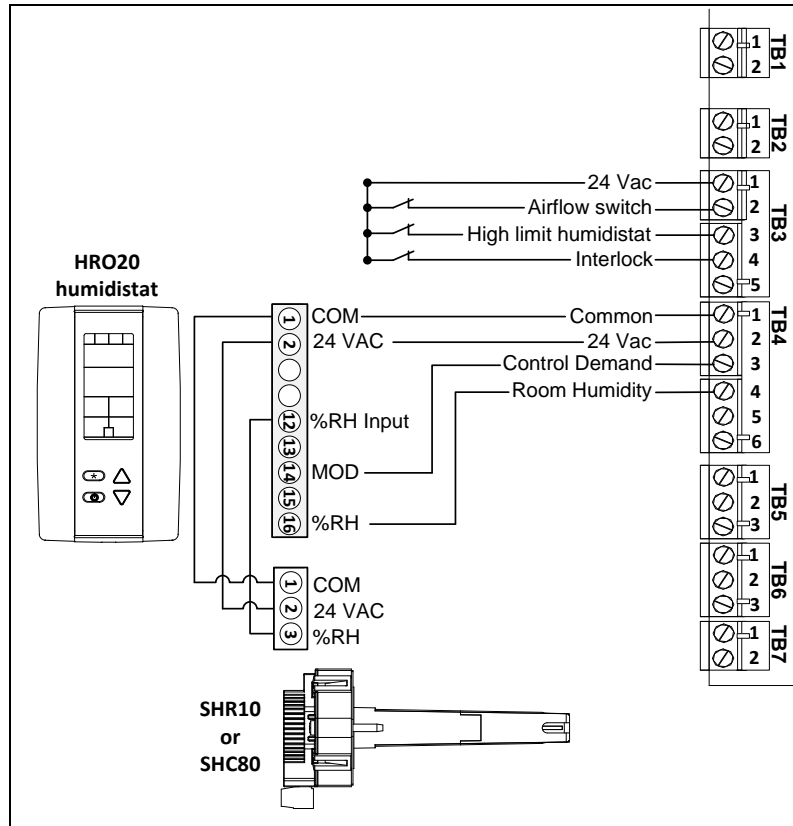 1
2
TB1
1
2
TB2
24 Vac
1
Airflow switch
2
High limit humidistat
3
Interlock
4
5
TB3
HRO20
humidistat
1 COM
2 24 VAC
12 %RH Input
13
14 MOD
15
16 %RH
Common
1
24 Vac
2
Control Demand
3
Room Humidity
4
5
6
TB4
1
2
3
TB5
1
2
3
TB6
1
2
TB7
1 COM
2 24 VAC
3 %RH
SHR10
or
SHC80